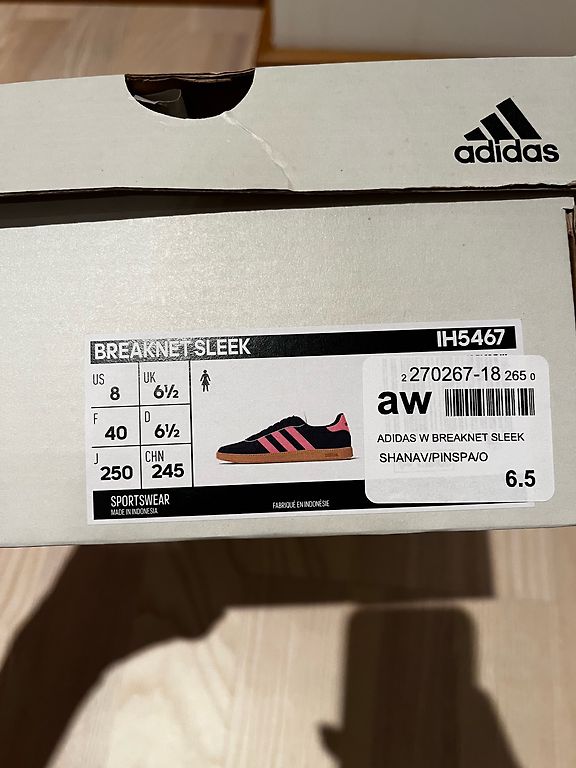 adidas
BREAKNET SLEEK IH5467
US 8 UK 6½
F 40 D 6½
J 250 CHN 245
SPORTSWEAR
MADE IN INDONESIA
FABRIQUÉ EN INDONÉSIE
2 270267-18 265 0
aw
ADIDAS W BREAKNET SLEEK
SHANAV/PINSPA/O
6.5